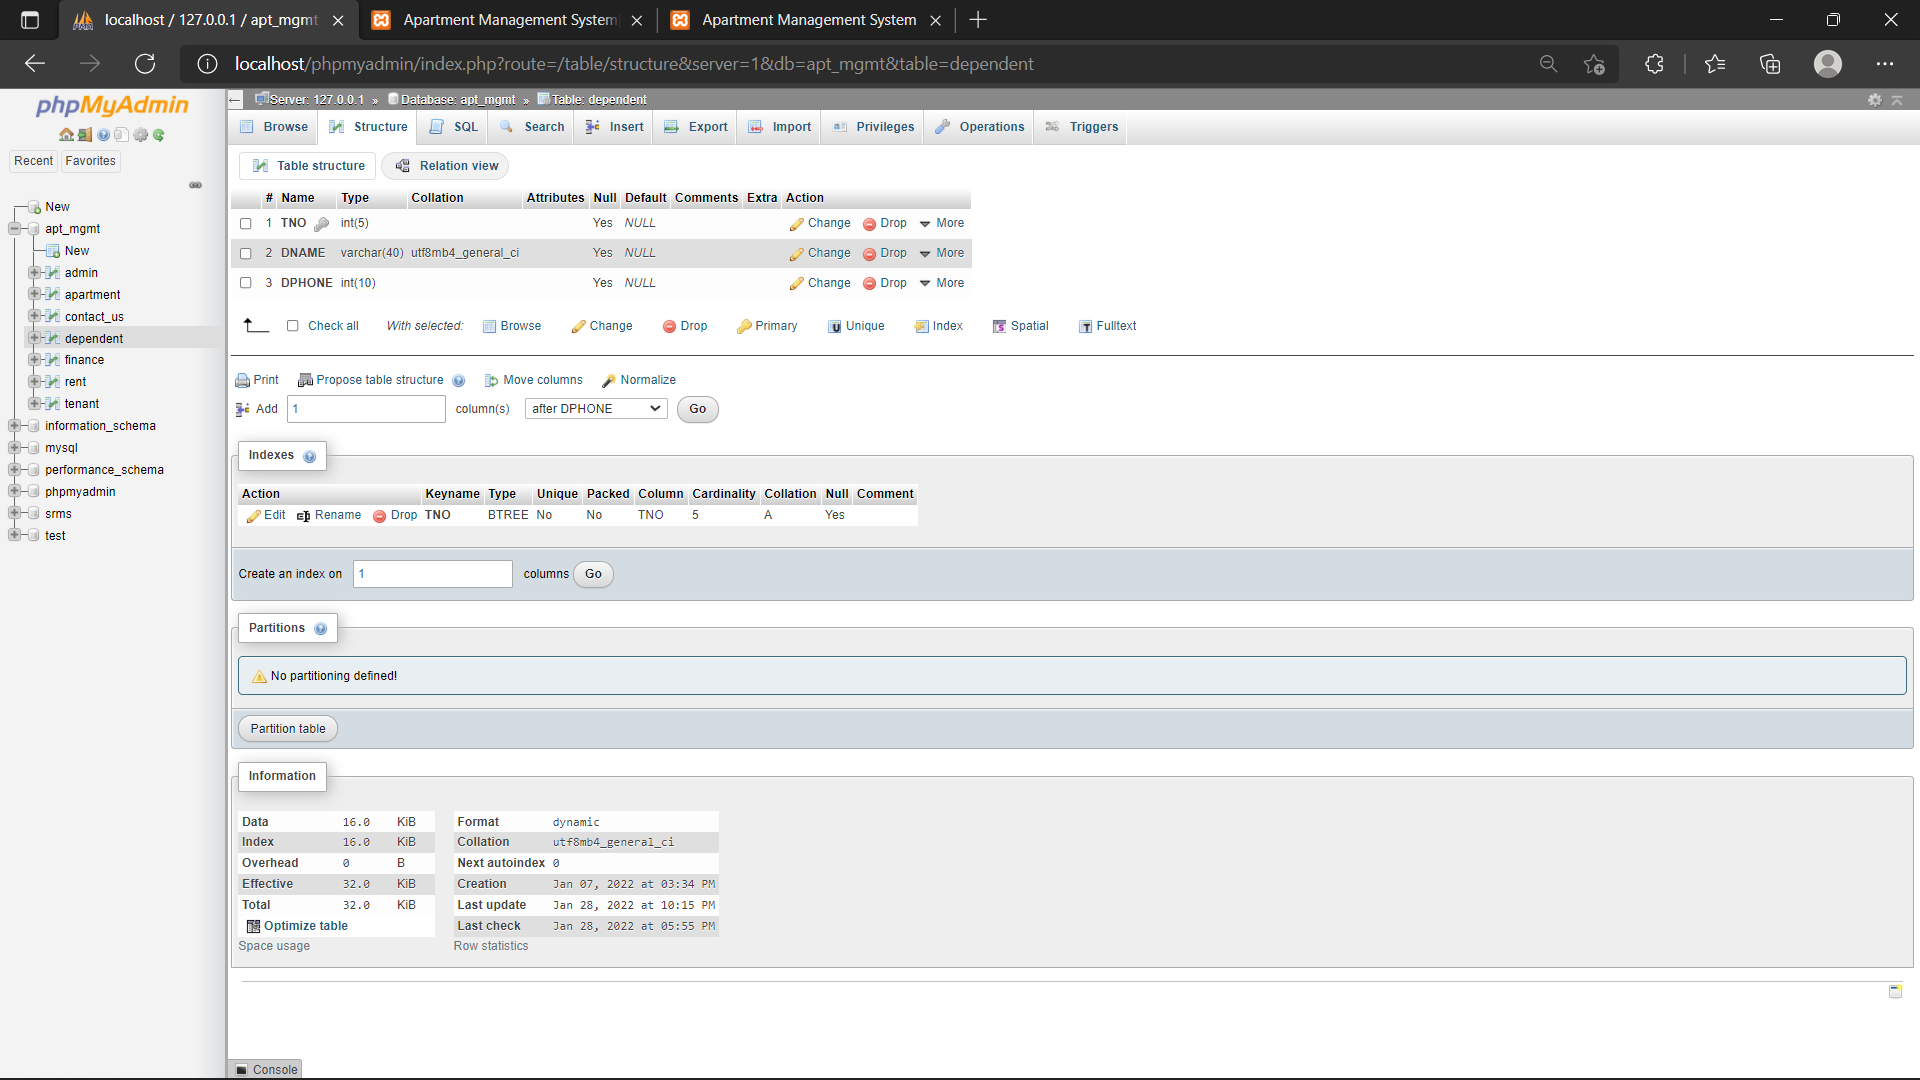 localhost / 127.0.0.1 / apt_mgmt
Apartment Management System
Apartment Management System
localhost/phpmyadmin/index.php?route=/table/structure&server=1&db=apt_mgmt&table=dependent
phpMyAdmin
Recent Favorites
New
apt_mgmt
New
admin
apartment
contact_us
dependent
finance
rent
tenant
information_schema
mysql
performance_schema
phpmyadmin
srms
test
Server: 127.0.0.1 » Database: apt_mgmt » Table: dependent
Browse Structure SQL Search Insert Export Import Privileges Operations Triggers
Table structure Relation view
# Name Type Collation Attributes Null Default Comments Extra Action
1 TNO int(5) Yes NULL Change Drop More
2 DNAME varchar(40) utf8mb4_general_ci Yes NULL Change Drop More
3 DPHONE int(10) Yes NULL Change Drop More
Check all With selected: Browse Change Drop Primary Unique Index Spatial Fulltext
Print Propose table structure Move columns Normalize
Add 1 column(s) after DPHONE Go
Indexes
Action Keyname Type Unique Packed Column Cardinality Collation Null Comment
Edit Rename Drop TNO BTREE No No TNO 5 A Yes
Create an index on 1 columns Go
Partitions
No partitioning defined!
Partition table
Information
Data 16.0 KiB
Index 16.0 KiB
Overhead 0 B
Effective 32.0 KiB
Total 32.0 KiB
Optimize table
Space usage
Format dynamic
Collation utf8mb4_general_ci
Next autoindex 0
Creation Jan 07, 2022 at 03:34 PM
Last update Jan 28, 2022 at 10:15 PM
Last check Jan 28, 2022 at 05:55 PM
Row statistics
Console